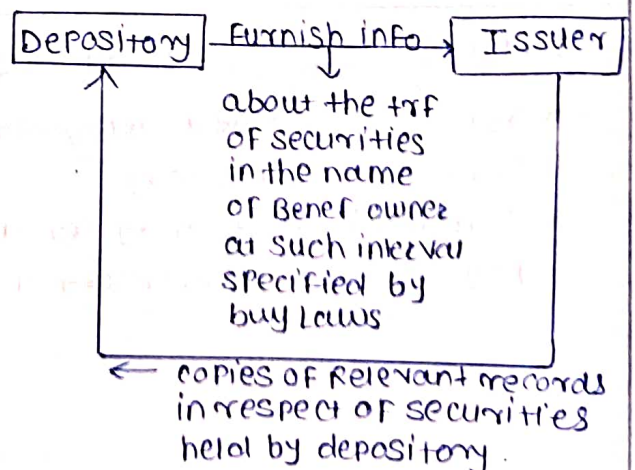 Depository Furnish info Issuer
about the trf
of securities
in the name
of Benef owner
at such interval
specified by
buy Laws
copies of Relevant records
in respect of securities
held by depository.